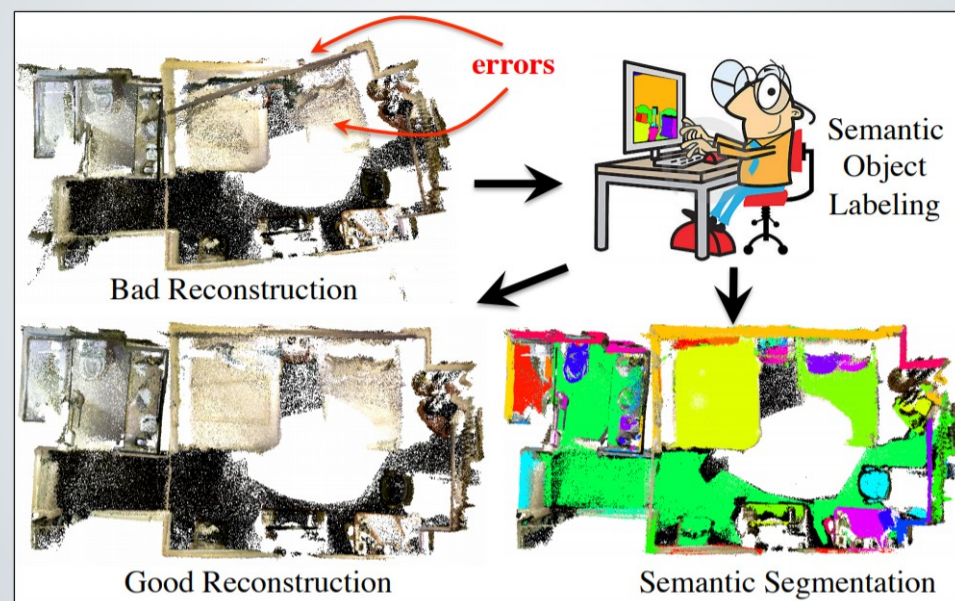 errors
Semantic
Object
Labeling
Bad Reconstruction
Good Reconstruction
Semantic Segmentation